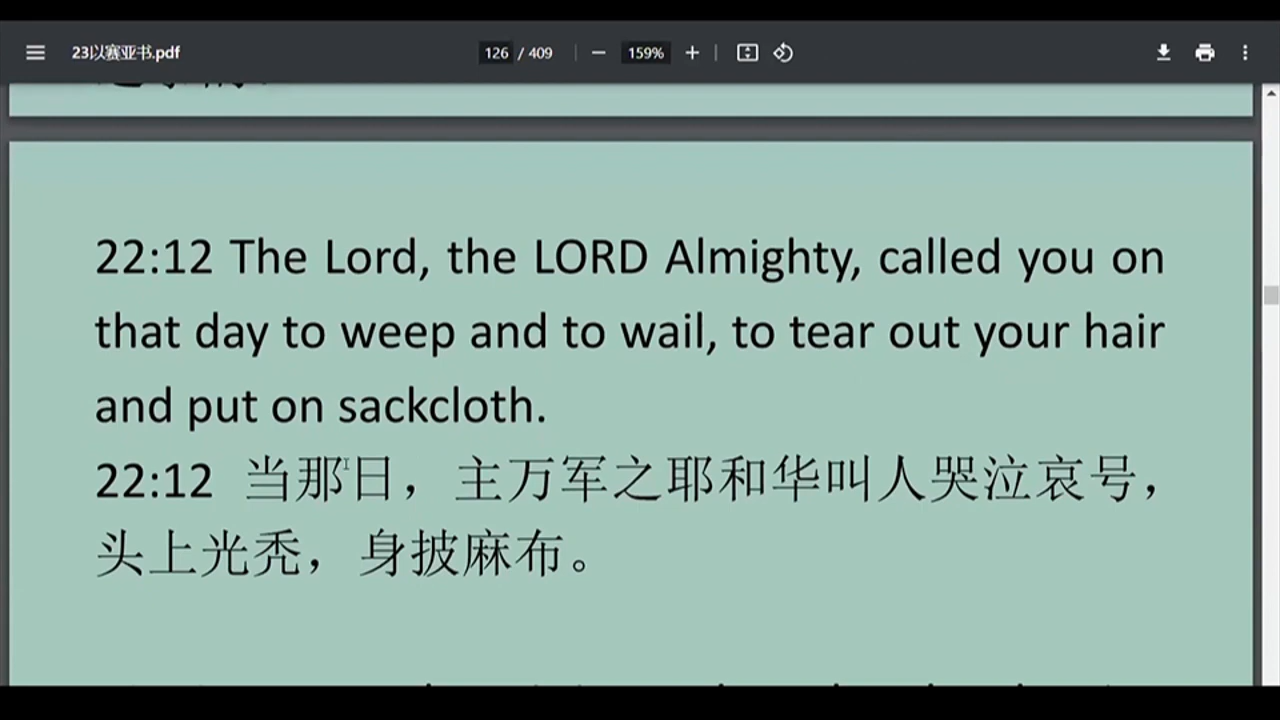 23以赛亚书.pdf
126 / 409
159%
22:12 The Lord, the LORD Almighty, called you on
that day to weep and to wail, to tear out your hair
and put on sackcloth.
22:12 当那日，主万军之耶和华叫人哭泣哀号，
头上光秃，身披麻布。